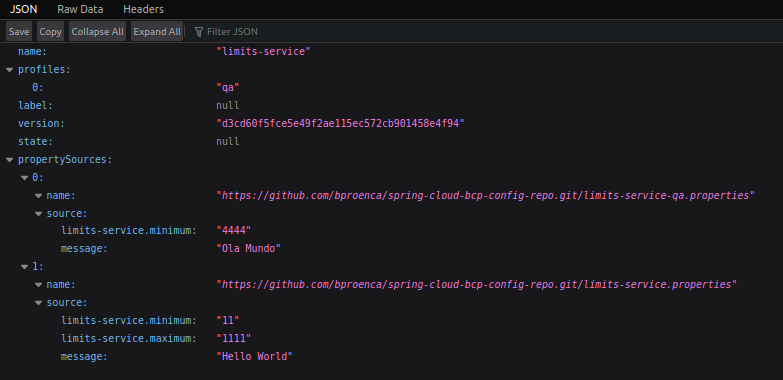 JSON Raw Data Headers
Save Copy Collapse All Expand All Filter JSON
name: "limits-service"
profiles:
0: "qa"
label: null
version: "d3cd60f5fce5e49f2ae115ec572cb901458e4f94"
state: null
propertySources:
0:
name: "https://github.com/bproenca/spring-cloud-bcp-config-repo.git/limits-service-qa.properties"
source:
limits-service.minimum: "4444"
message: "Ola Mundo"
1:
name: "https://github.com/bproenca/spring-cloud-bcp-config-repo.git/limits-service.properties"
source:
limits-service.minimum: "11"
limits-service.maximum: "1111"
message: "Hello World"